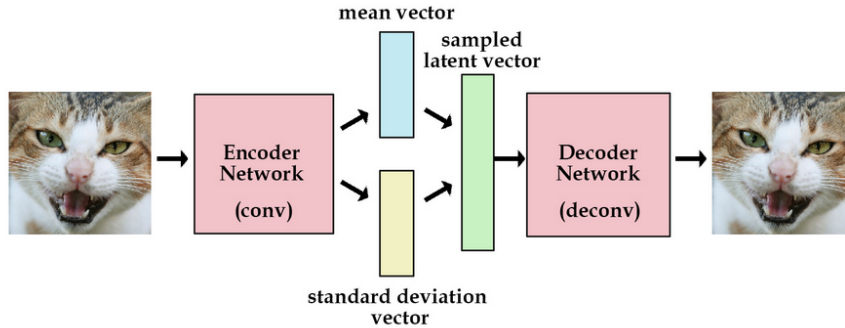 mean vector
sampled
latent vector
Encoder
Network
(conv)
Decoder
Network
(deconv)
standard deviation
vector